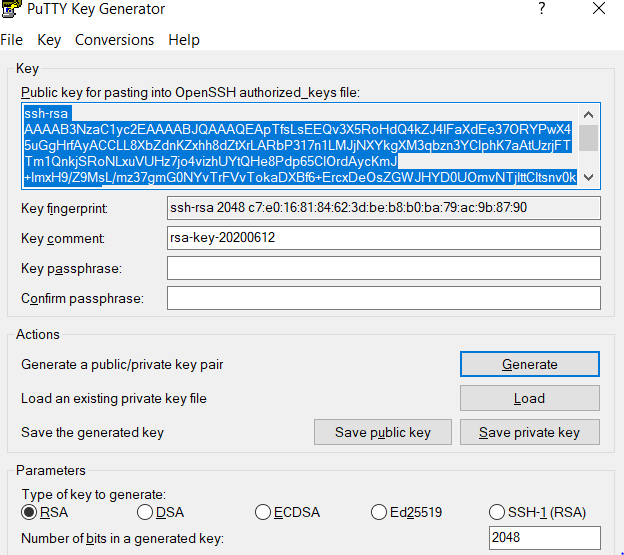 PuTTY Key Generator
?
File Key Conversions Help
Key
Public key for pasting into OpenSSH authorized_keys file:
ssh-rsa
AAAAB3NzaC1yc2EAAAABJQAAAQEApTfsLsEEQv3X5RoHdQ4kZJ4lFaXdEe37ORYPwX4
5uGgHrfAyACCLL8XbZdnKZxhh8dZtXrLARbP317n1LMJjNXYkgXM3qbzn3YClphK7aAtUzrjFT
Tm1QnkjSRoNLxuVUHz7jo4vizhUYtQHe8Pdp65ClOrdAycKmJ
+lmxH9/Z9MsL/mz37gmG0NYvTrFVvTokaDXBf6+ErcxDeOsZGWJHYD0UOmvNTjlttCltsnv0k
Key fingerprint:
ssh-rsa 2048 c7:e0:16:81:84:62:3d:be:b8:b0:ba:79:ac:9b:87:90
Key comment:
rsa-key-20200612
Key passphrase:
Confirm passphrase:
Actions
Generate a public/private key pair
Generate
Load an existing private key file
Load
Save the generated key
Save public key
Save private key
Parameters
Type of key to generate:
RSA DSA ECDSA Ed25519 SSH-1 (RSA)
Number of bits in a generated key:
2048